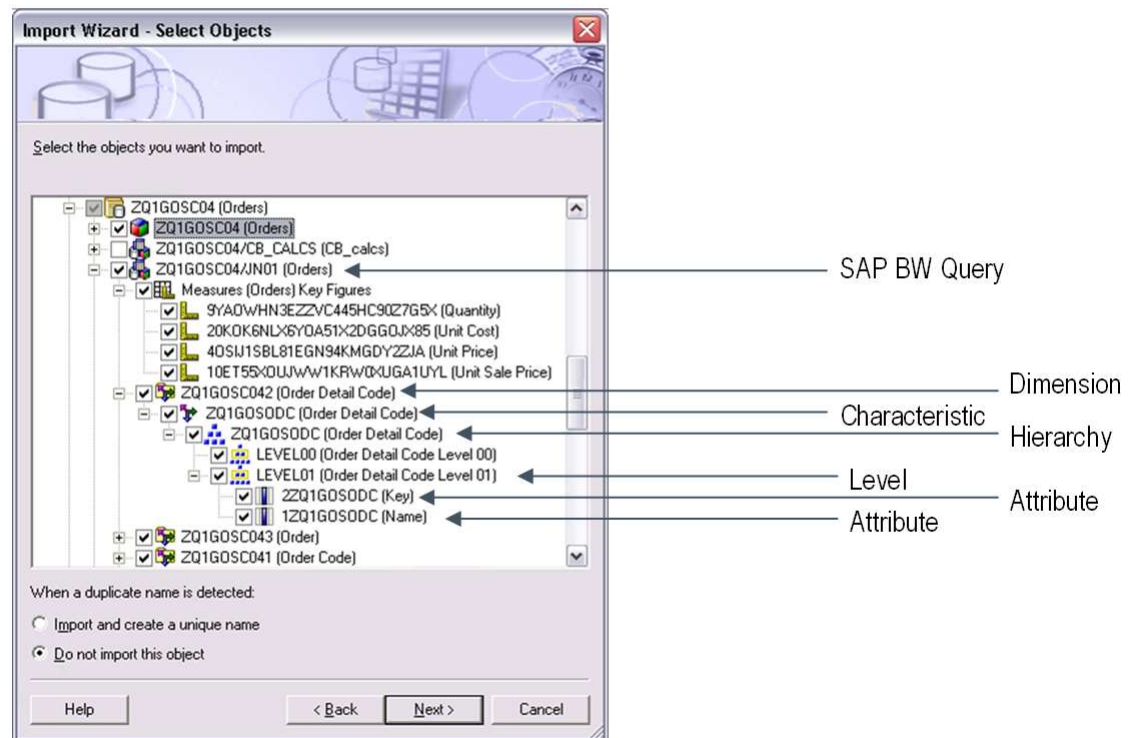 Import Wizard - Select Objects
Select the objects you want to import.
ZQ1GOSC04 (Orders)
ZQ1GOSC04 (Orders)
ZQ1GOSC04/CB_CALCS (CB_calcs)
ZQ1GOSC04/JN01 (Orders)
SAP BW Query
Measures (Orders) Key Figures
9YAOWHN3EZZVC445HC90Z7G5X (Quantity)
20KOK6NLX6YOA51X2DGGOJX85 (Unit Cost)
4OSIJ1SBL81EGN94KMGDY2ZJA (Unit Price)
10ET55XOUJWW1KRW0XUGA1UYL (Unit Sale Price)
ZQ1GOSC042 (Order Detail Code)
Dimension
ZQ1GOSODC (Order Detail Code)
Characteristic
ZQ1GOSODC (Order Detail Code)
Hierarchy
LEVEL00 (Order Detail Code Level 00)
LEVEL01 (Order Detail Code Level 01)
Level
2ZQ1GOSODC (Key)
Attribute
1ZQ1GOSODC (Name)
Attribute
ZQ1GOSC043 (Order)
ZQ1GOSC041 (Order Code)
When a duplicate name is detected:
Import and create a unique name
Do not import this object
Help
< Back
Next >
Cancel